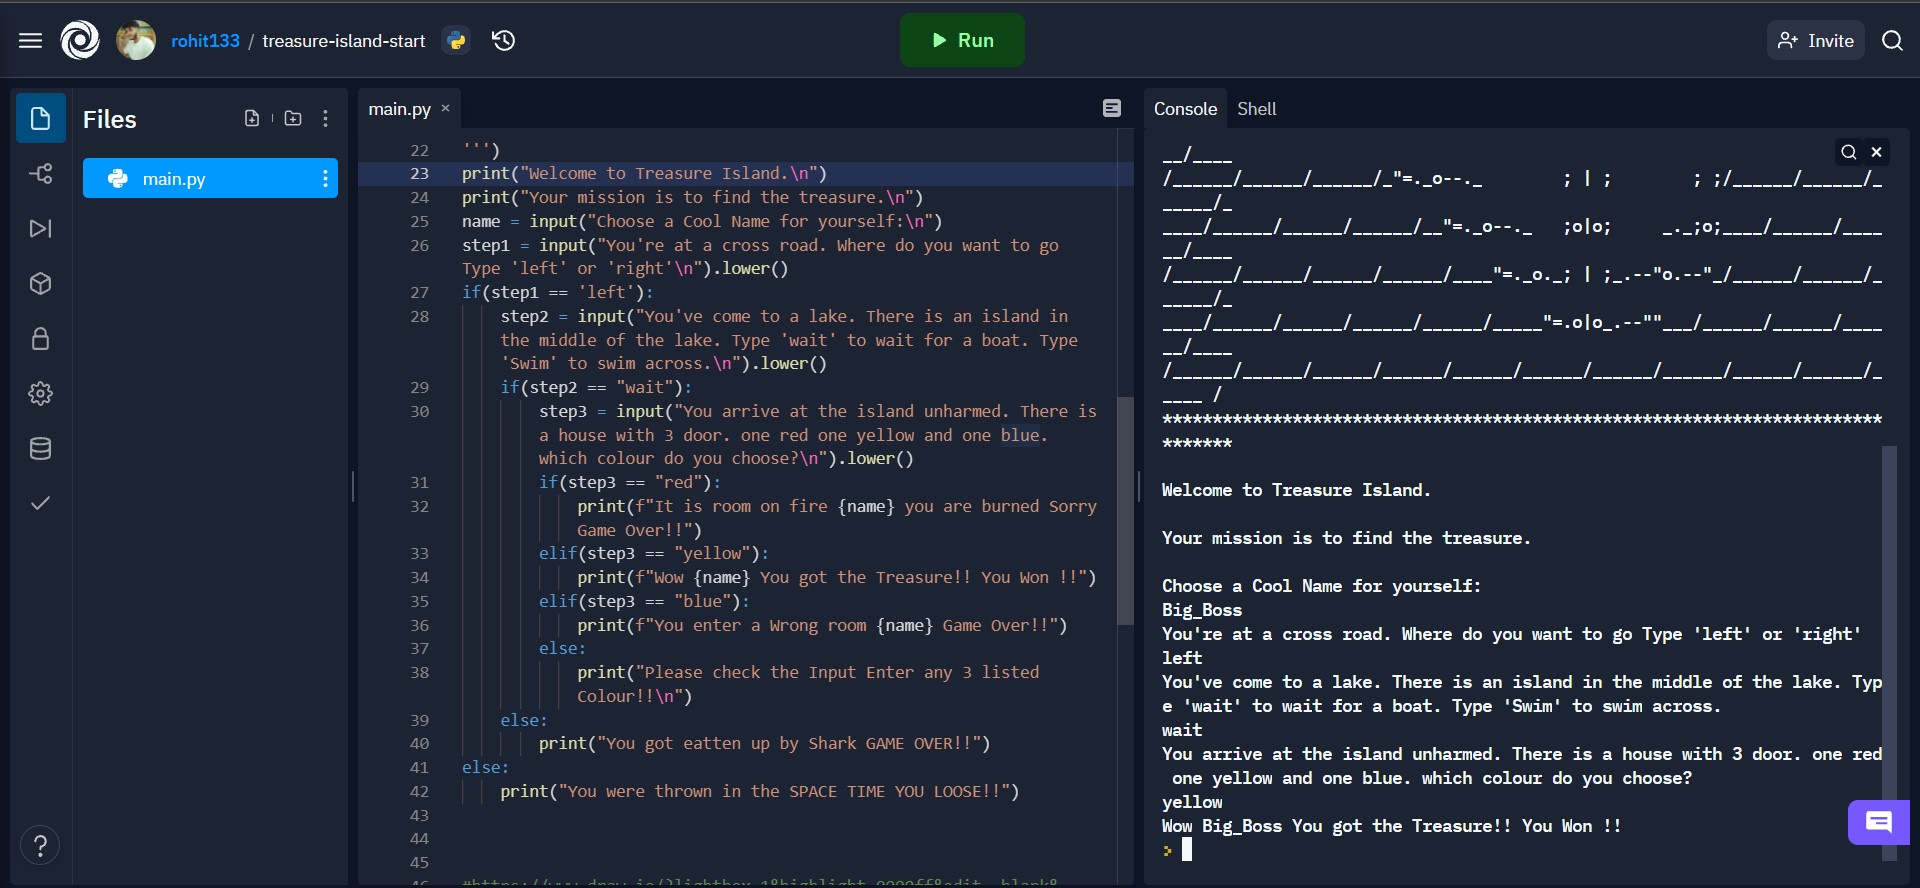 rohit133 / treasure-island-start
Run
Invite
Files
main.py
main.py ×
22 ''')
23 print("Welcome to Treasure Island.\n")
24 print("Your mission is to find the treasure.\n")
25 name = input("Choose a Cool Name for yourself:\n")
26 step1 = input("You're at a cross road. Where do you want to go
Type 'left' or 'right'\n").lower()
27 if(step1 == 'left'):
28 step2 = input("You've come to a lake. There is an island in
the middle of the lake. Type 'wait' to wait for a boat. Type
'Swim' to swim across.\n").lower()
29 if(step2 == "wait"):
30 step3 = input("You arrive at the island unharmed. There is
a house with 3 door. one red one yellow and one blue.
which colour do you choose?\n").lower()
31 if(step3 == "red"):
32 print(f"It is room on fire {name} you are burned Sorry
Game Over!!")
33 elif(step3 == "yellow"):
34 print(f"Wow {name} You got the Treasure!! You Won !!")
35 elif(step3 == "blue"):
36 print(f"You enter a Wrong room {name} Game Over!!")
37 else:
38 print("Please check the Input Enter any 3 listed
Colour!!\n")
39 else:
40 print("You got eatten up by Shark GAME OVER!!")
41 else:
42 print("You were thrown in the SPACE TIME YOU LOOSE!!")
43
44
45
Console Shell
__/____
/______/______/______/_"=._o--._        ; | ;        ; ;/______/______/_
_____/_
____/______/______/______/__"=._o--._   ;o|o;     _._;o;____/______/____
__/____
/______/______/______/______/____"=._o._; | ;_.--"o.--"_/______/______/_
_____/_
____/______/______/______/______/_____"=.o|o_.--""___/______/______/____
__/____
/______/______/______/______/______/______/______/______/______/______/_
____ /
************************************************************************
*******
Welcome to Treasure Island.
Your mission is to find the treasure.
Choose a Cool Name for yourself:
Big_Boss
You're at a cross road. Where do you want to go Type 'left' or 'right'
left
You've come to a lake. There is an island in the middle of the lake. Typ
e 'wait' to wait for a boat. Type 'Swim' to swim across.
wait
You arrive at the island unharmed. There is a house with 3 door. one red
one yellow and one blue. which colour do you choose?
yellow
Wow Big_Boss You got the Treasure!! You Won !!
>